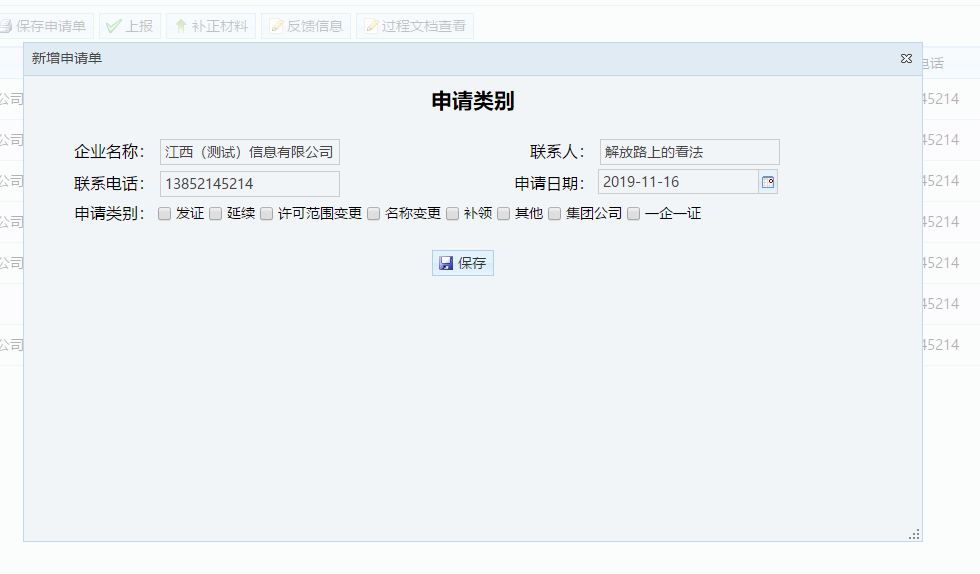 保存申请单 上报 补正材料 反馈信息 过程文档查看
新增申请单
电话
申请类别
公司 45214
企业名称： 江西（测试）信息有限公司 联系人： 解放路上的看法
公司 45214
联系电话： 13852145214 申请日期： 2019-11-16
公司 45214
申请类别： 发证 延续 许可范围变更 名称变更 补领 其他 集团公司 一企一证
公司 45214
保存
公司 45214
45214
公司 45214